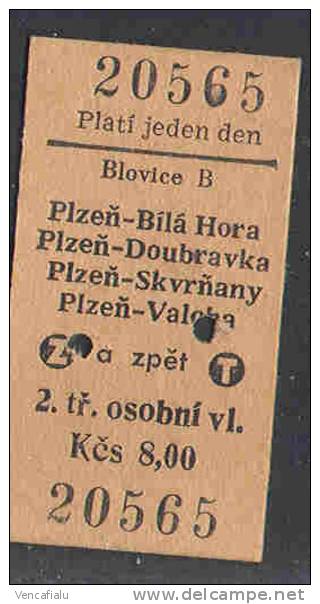 20565
Platí jeden den
Blovice B
Plzeň-Bílá Hora
Plzeň-Doubravka
Plzeň-Skvrňany
Plzeň-Valcha
Z a zpět T
2. tř. osobní vl.
Kčs 8,00
20565
Vencafialu
delcampe.net